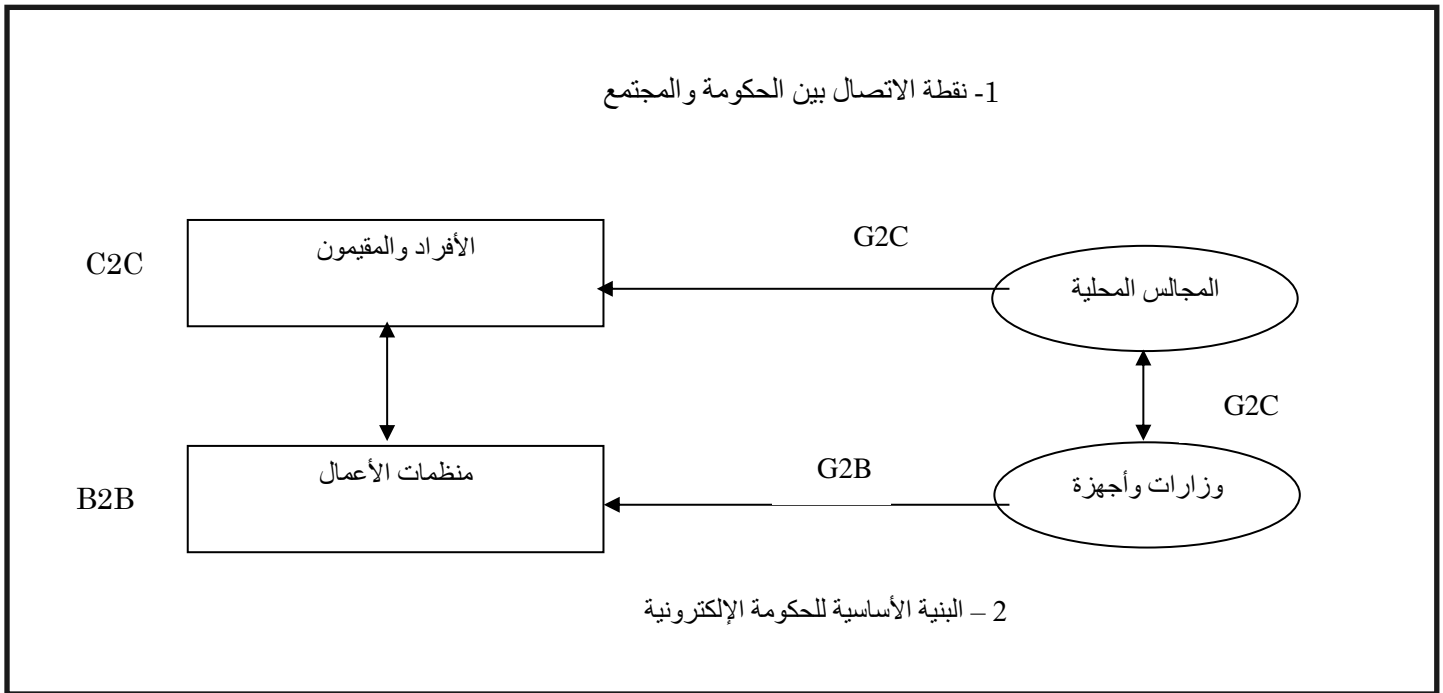 1- نقطة الاتصال بين الحكومة والمجتمع
G2C
الأفراد والمقيمون
C2C
المجالس المحلية
G2C
G2B
منظمات الأعمال
B2B
وزارات وأجهزة
2 – البنية الأساسية للحكومة الإلكترونية